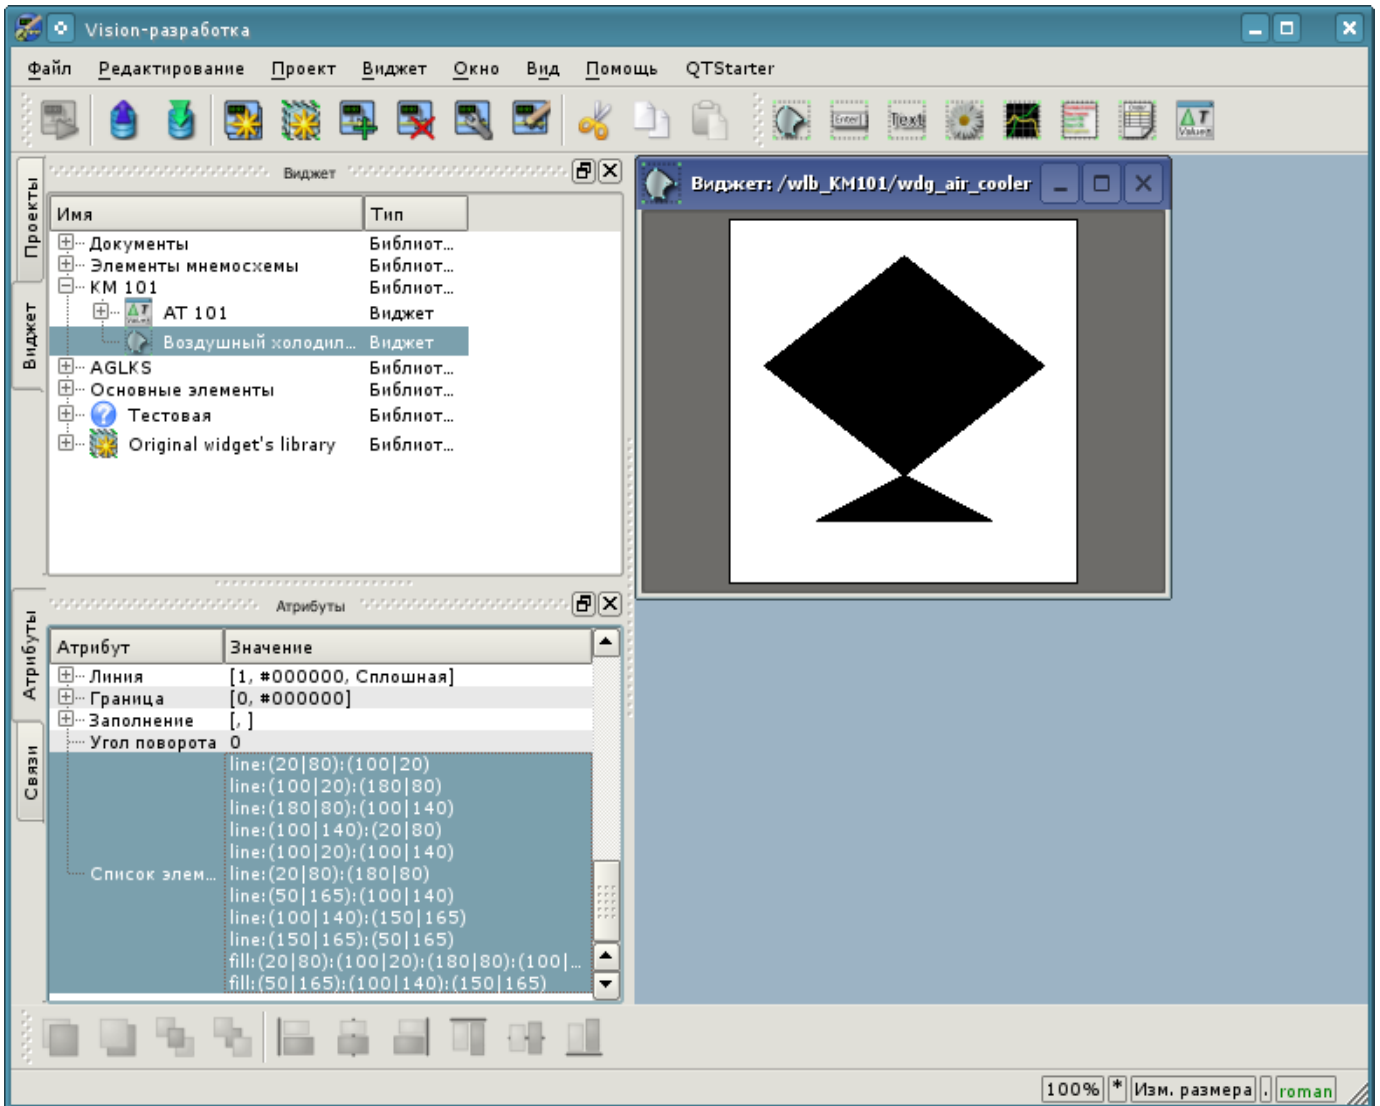 Vision-разработка
Файл Редактирование Проект Виджет Окно Вид Помощь QTStarter
Проекты
Виджет
Виджет
Имя Тип
Документы Библиот...
Элементы мнемосхемы Библиот...
КМ 101 Библиот...
АТ 101 Виджет
Воздушный холодил... Виджет
AGLKS Библиот...
Основные элементы Библиот...
Тестовая Библиот...
Original widget's library Библиот...
Виджет: /wlb_KM101/wdg_air_cooler
Атрибуты
Связи
Атрибуты
Атрибут Значение
Линия [1, #000000, Сплошная]
Граница [0, #000000]
Заполнение [, ]
Угол поворота 0
Список элем...
line:(20|80):(100|20)
line:(100|20):(180|80)
line:(180|80):(100|140)
line:(100|140):(20|80)
line:(100|20):(100|140)
line:(20|80):(180|80)
line:(50|165):(100|140)
line:(100|140):(150|165)
line:(150|165):(50|165)
fill:(20|80):(100|20):(180|80):(100|...
fill:(50|165):(100|140):(150|165)
100% * Изм. размера . roman